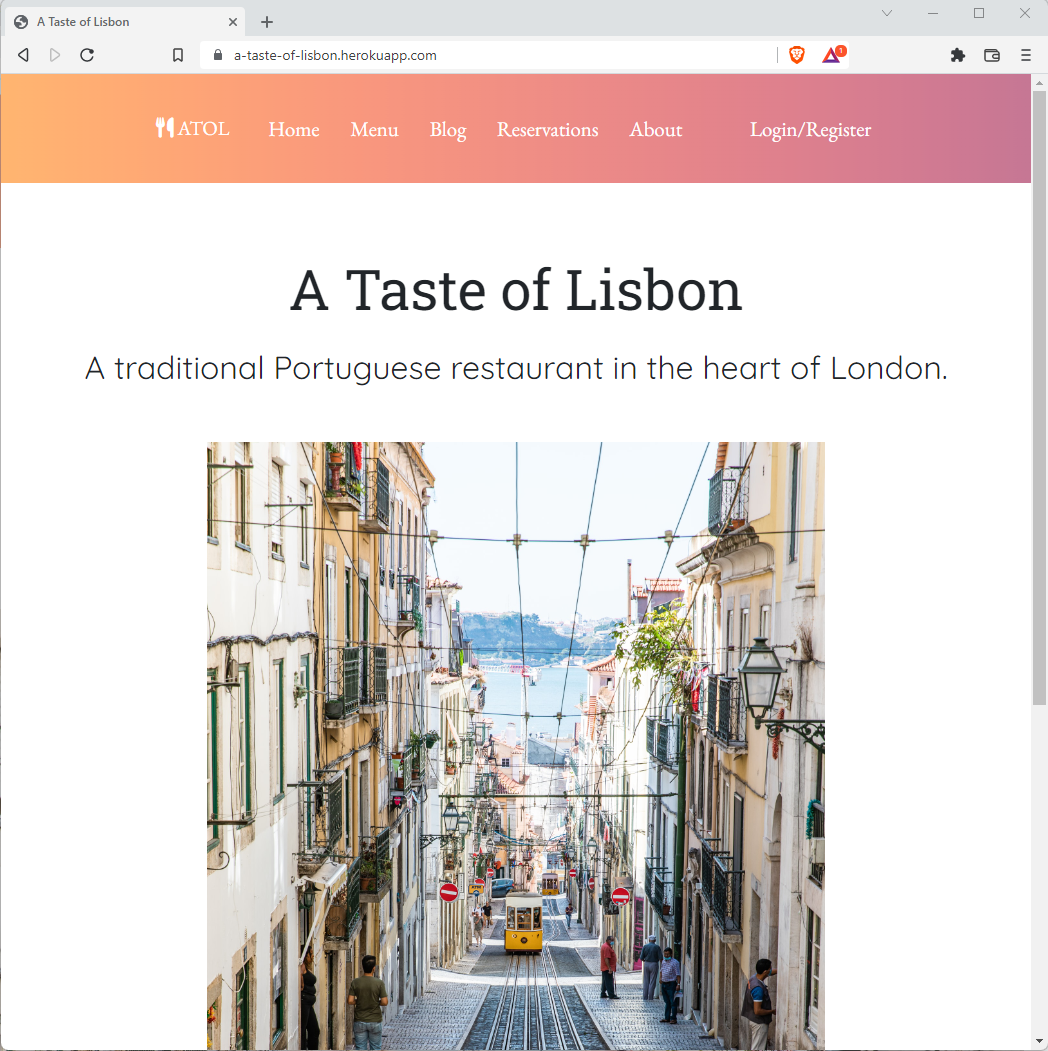 A Taste of Lisbon
a-taste-of-lisbon.herokuapp.com
1
ATOL Home Menu Blog Reservations About Login/Register
A Taste of Lisbon
A traditional Portuguese restaurant in the heart of London.